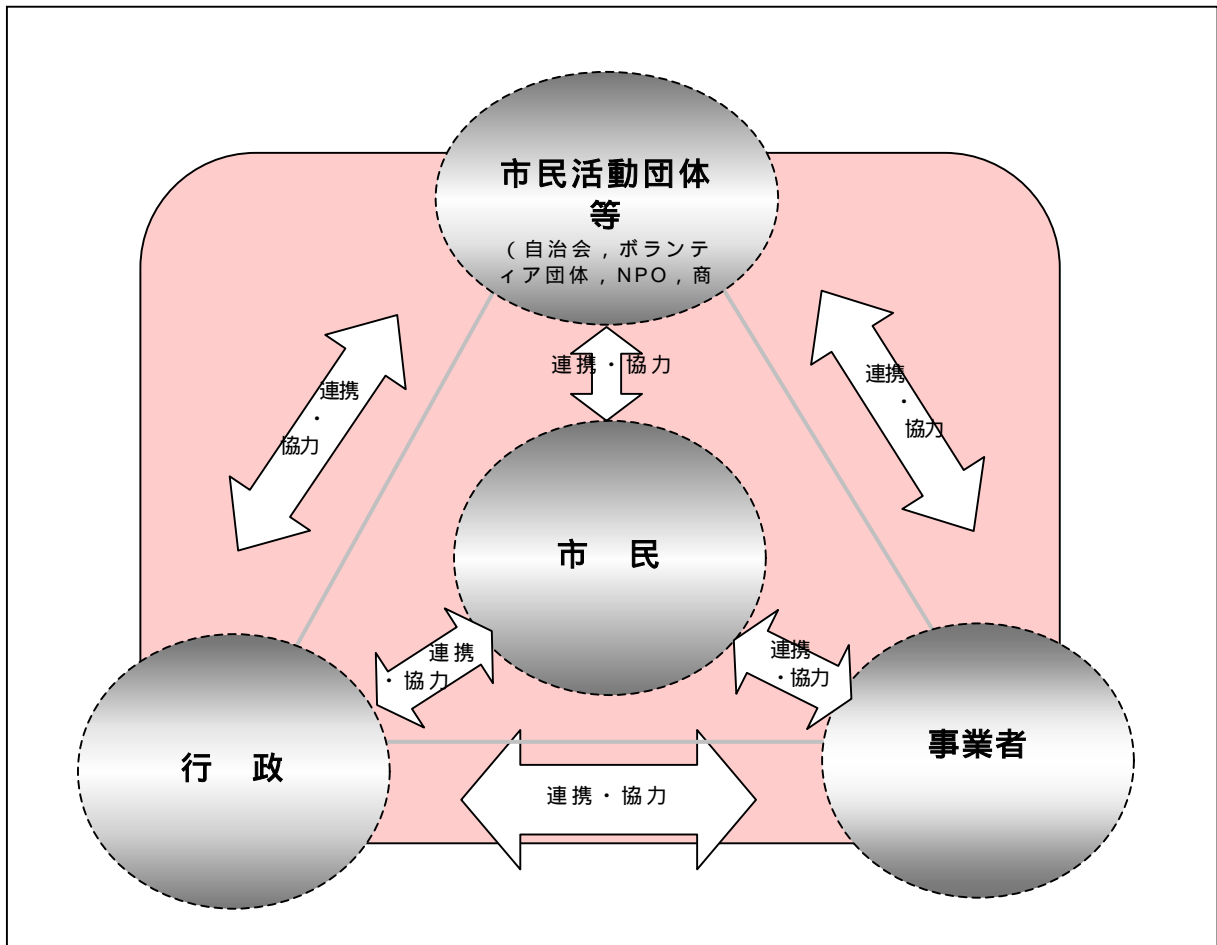 市民活動団体
等
(自治会,ボランテ
ィア団体,NPO,商
連携・協力
連携
・
協力
連携
・
協力
市　民
連携
・協力
連携
・協力
行　政
事業者
連携・協力